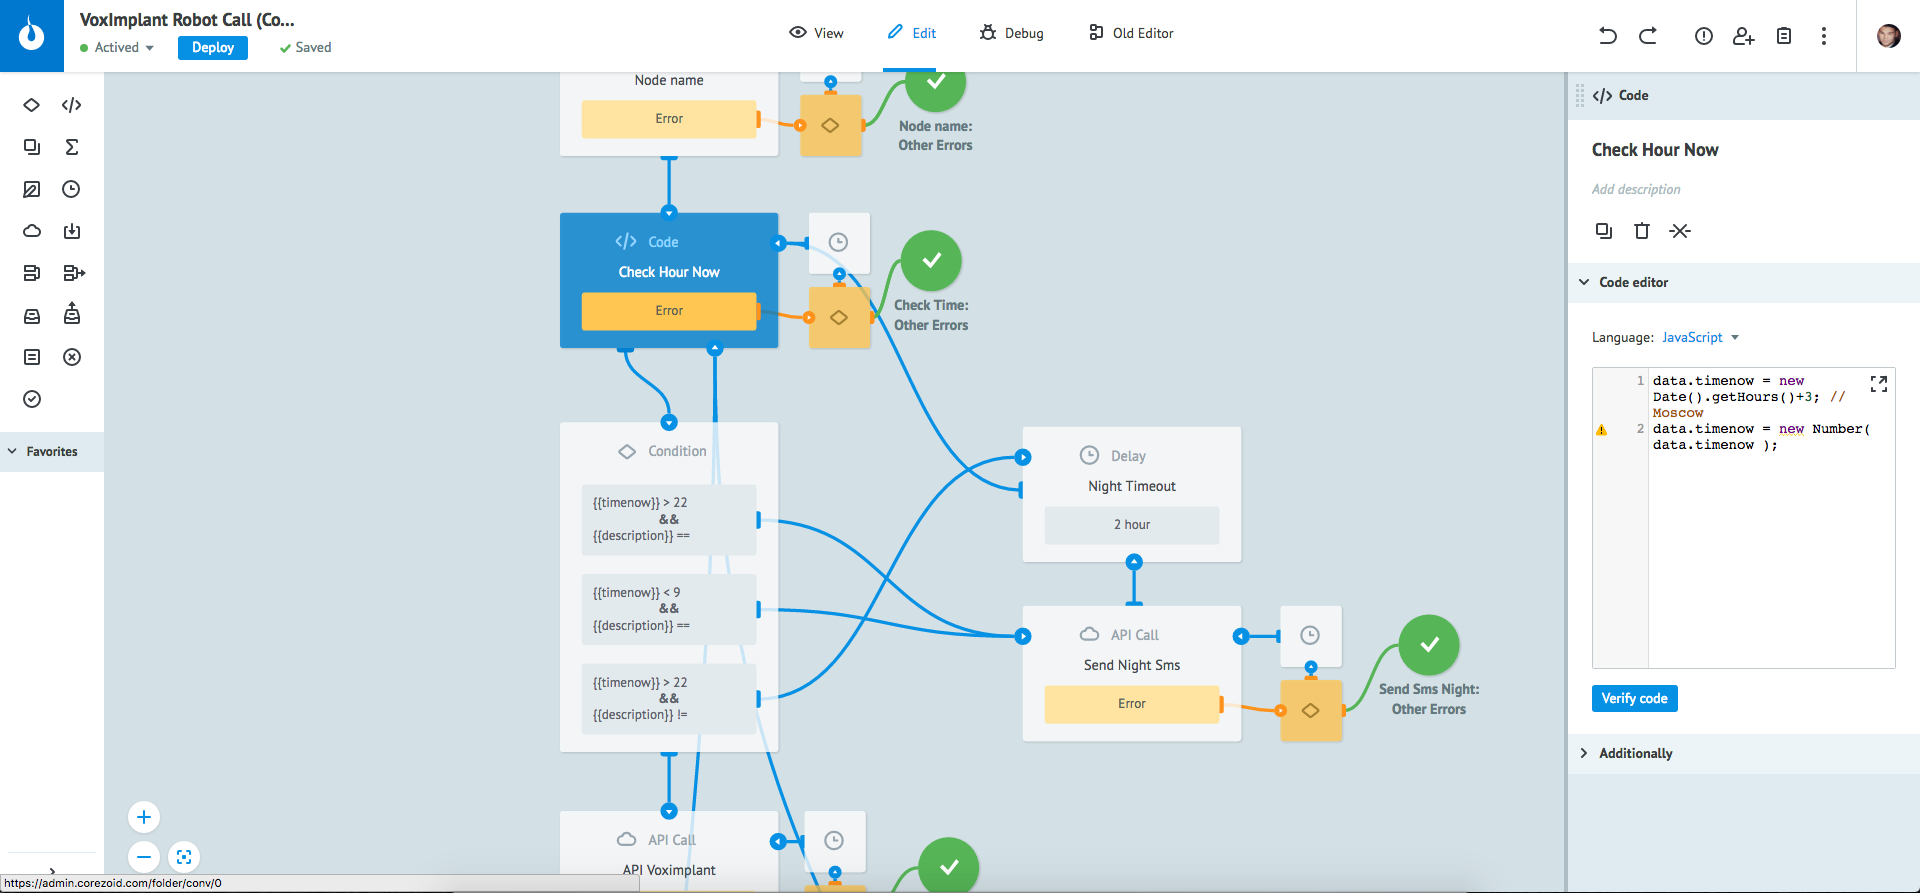 VoxImplant Robot Call (Co...
Actived
Deploy
Saved
View
Edit
Debug
Old Editor
Favorites
Node name
Error
Node name:
Other Errors
Code
Check Hour Now
Error
Check Time:
Other Errors
Condition
{{timenow}} > 22
&&
{{description}} ==
{{timenow}} < 9
&&
{{description}} ==
{{timenow}} > 22
&&
{{description}} !=
Delay
Night Timeout
2 hour
API Call
Send Night Sms
Error
Send Sms Night:
Other Errors
API Call
API Voximplant
Code
Check Hour Now
Add description
Code editor
Language: JavaScript
1 data.timenow = new
Date().getHours()+3; //
Moscow
2 data.timenow = new Number(
data.timenow );
Verify code
Additionally
https://admin.corezoid.com/folder/conv/0